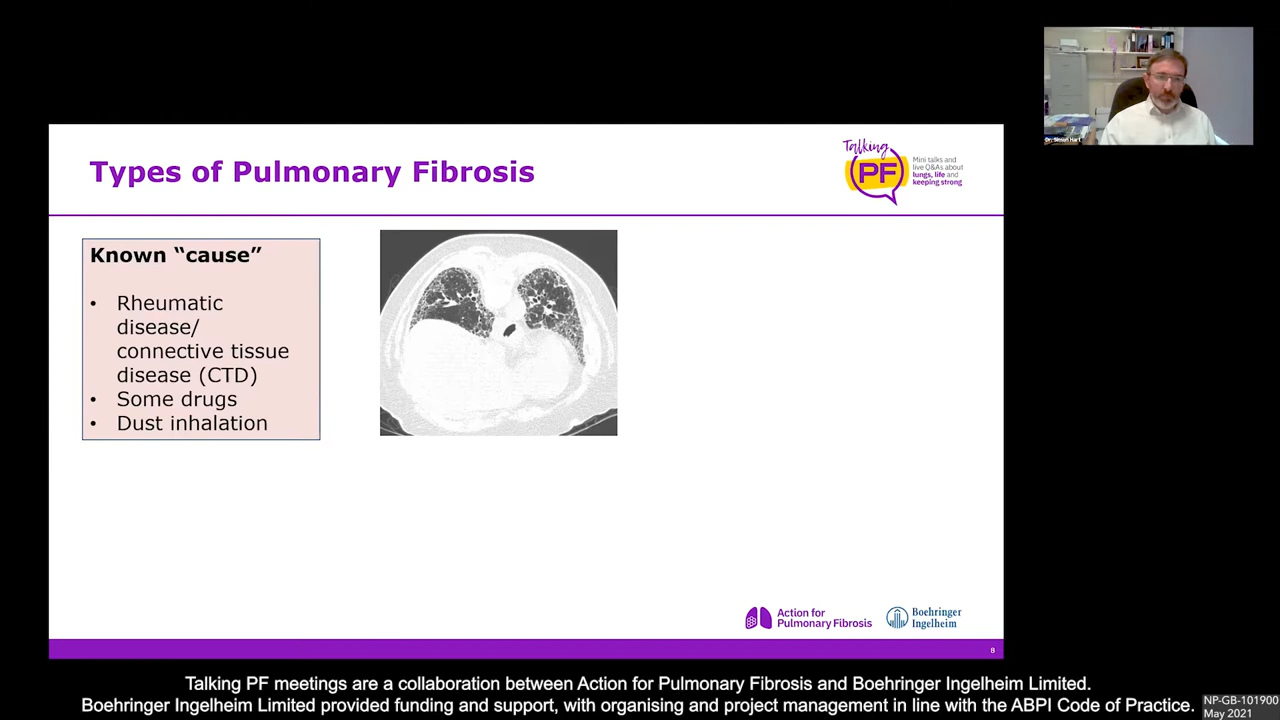 Dr. Simon Hart
Types of Pulmonary Fibrosis
Talking
PF
Mini talks and
live Q&As about
lungs, life and
keeping strong
Known “cause”
• Rheumatic
disease/
connective tissue
disease (CTD)
• Some drugs
• Dust inhalation
Action for
Pulmonary Fibrosis
Boehringer
Ingelheim
8
Talking PF meetings are a collaboration between Action for Pulmonary Fibrosis and Boehringer Ingelheim Limited.
Boehringer Ingelheim Limited provided funding and support, with organising and project management in line with the ABPI Code of Practice.
NP-GB-101900
May 2021